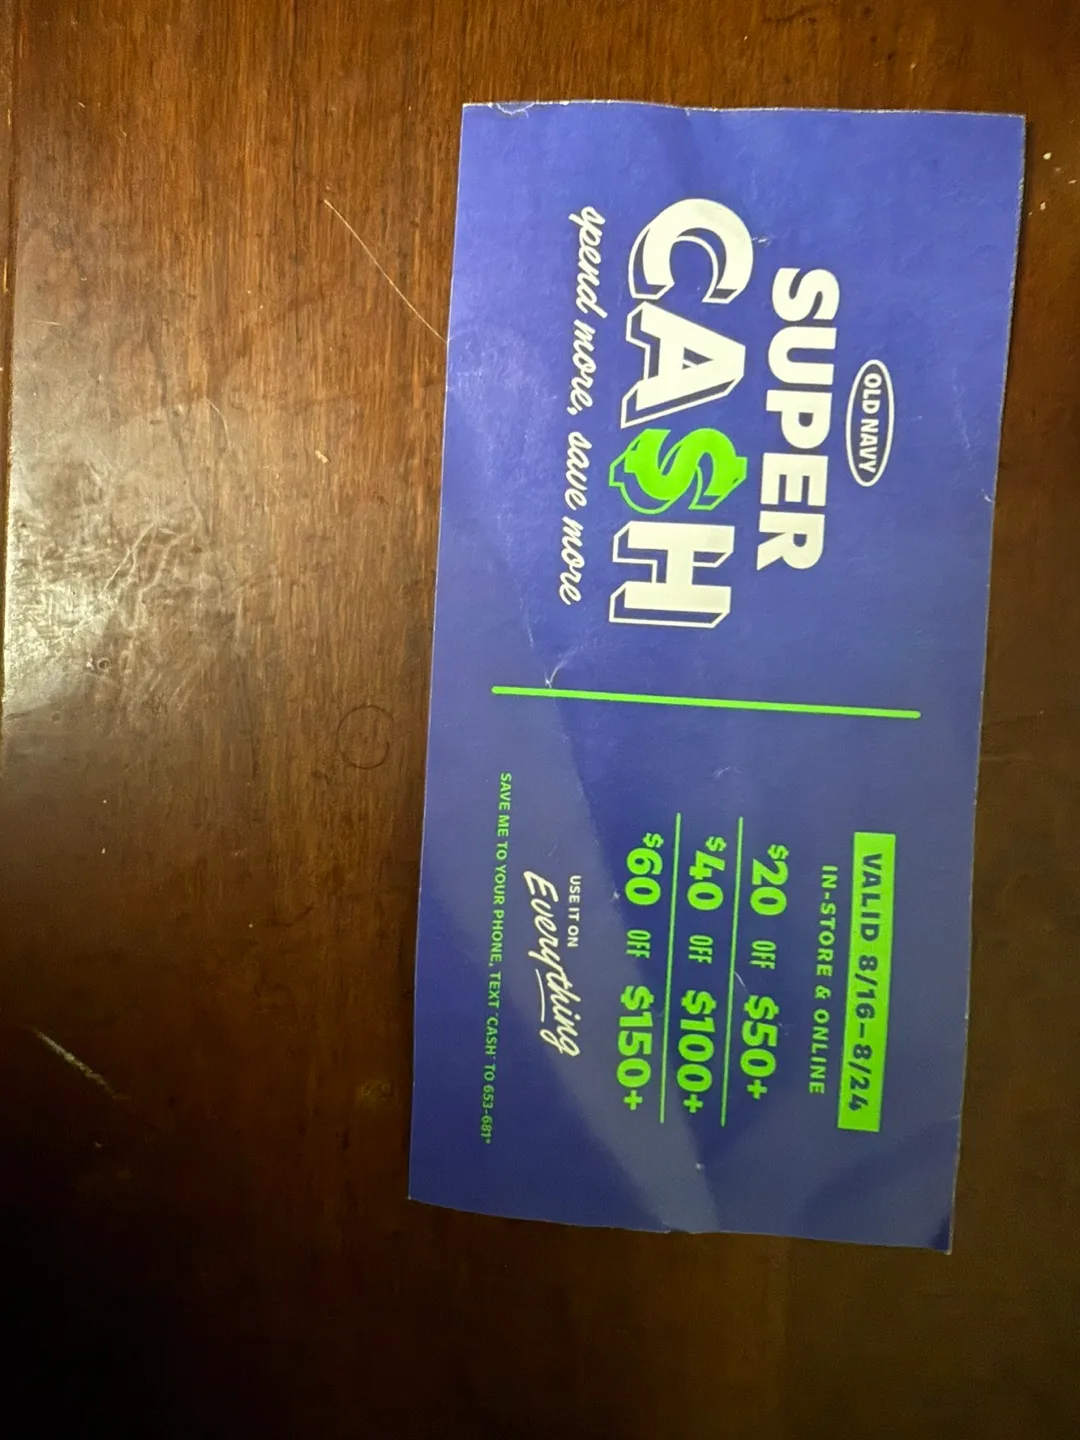 OLD NAVY
SUPER
CA$H
spend more, save more
VALID 8/16-8/24
IN-STORE & ONLINE
$20 OFF $50+
$40 OFF $100+
$60 OFF $150+
USE IT ON
Everything
SAVE ME TO YOUR PHONE, TEXT "CASH" TO 653-681*